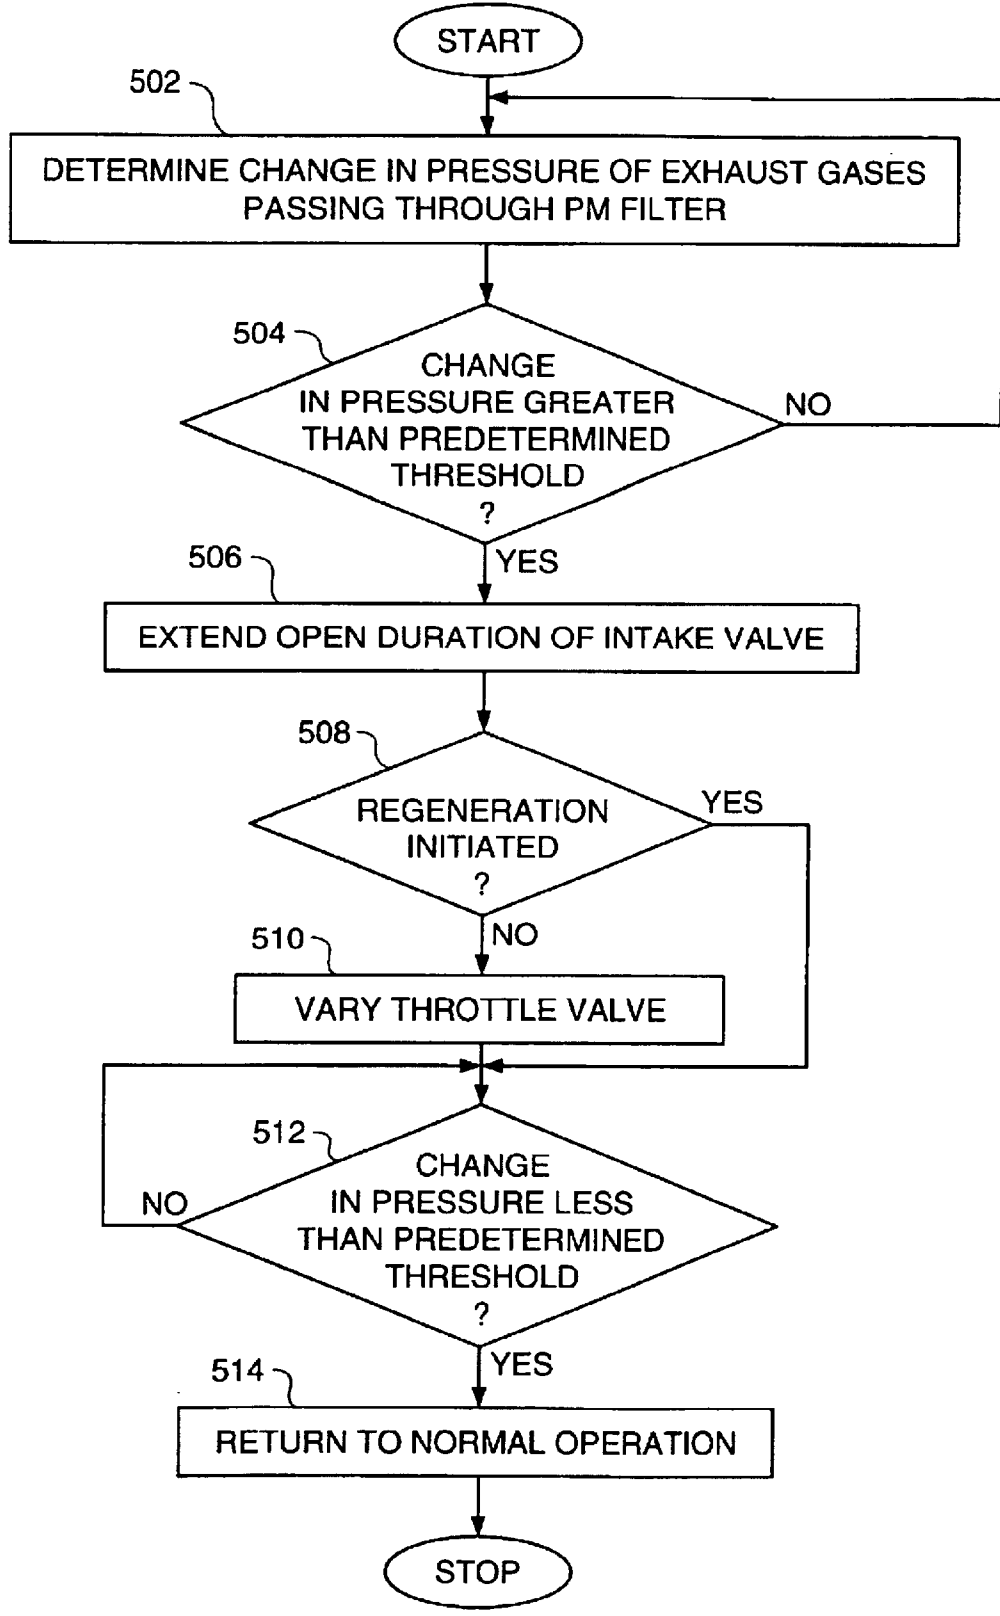 START
502
DETERMINE CHANGE IN PRESSURE OF EXHAUST GASES
PASSING THROUGH PM FILTER
504
CHANGE
IN PRESSURE GREATER
THAN PREDETERMINED
THRESHOLD
?
NO
YES
506
EXTEND OPEN DURATION OF INTAKE VALVE
508
REGENERATION
INITIATED
?
YES
NO
510
VARY THROTTLE VALVE
512
CHANGE
IN PRESSURE LESS
THAN PREDETERMINED
THRESHOLD
?
NO
YES
514
RETURN TO NORMAL OPERATION
STOP